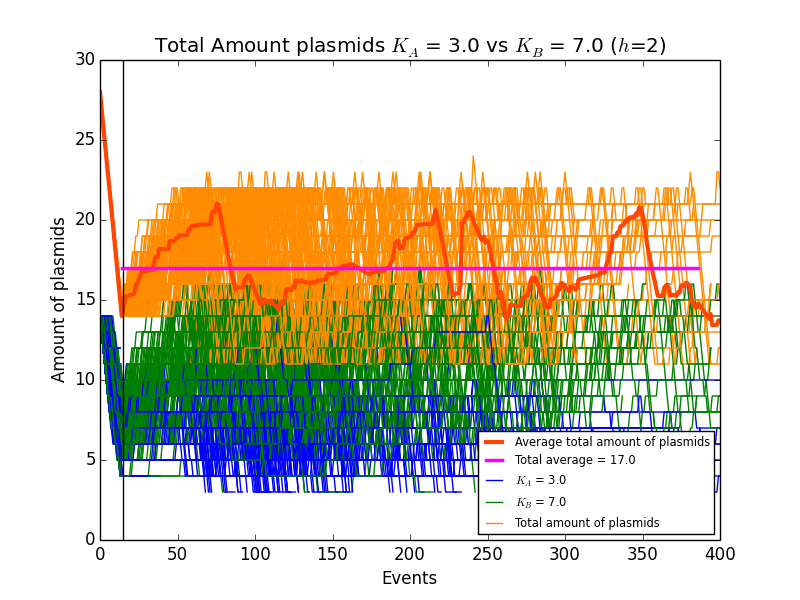 Total Amount plasmids K_A = 3.0 vs K_B = 7.0 (h=2)
30
25
20
15
10
5
0
Amount of plasmids
Average total amount of plasmids
Total average = 17.0
K_A = 3.0
K_B = 7.0
Total amount of plasmids
0 50 100 150 200 250 300 350 400
Events